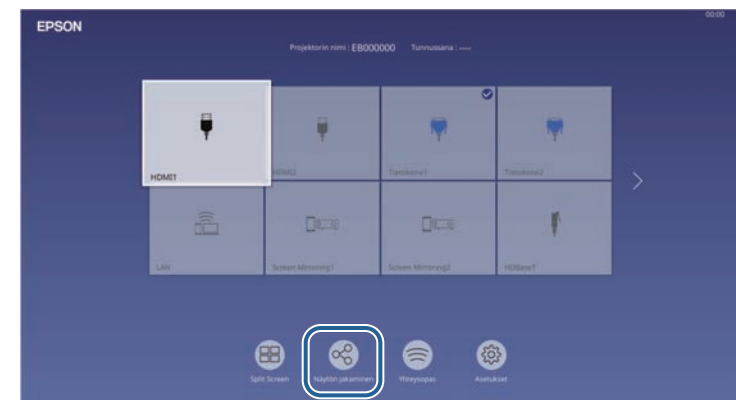 EPSON
00:00
Projektorin nimi : EB000000 Tunnussana : ----
HDMI1
HDMI2
Tietokone1
Tietokone2
LAN
Screen Mirroring1
Screen Mirroring2
HDBaseT
Split Screen
Näytön jakaminen
Yhteysopas
Asetukset